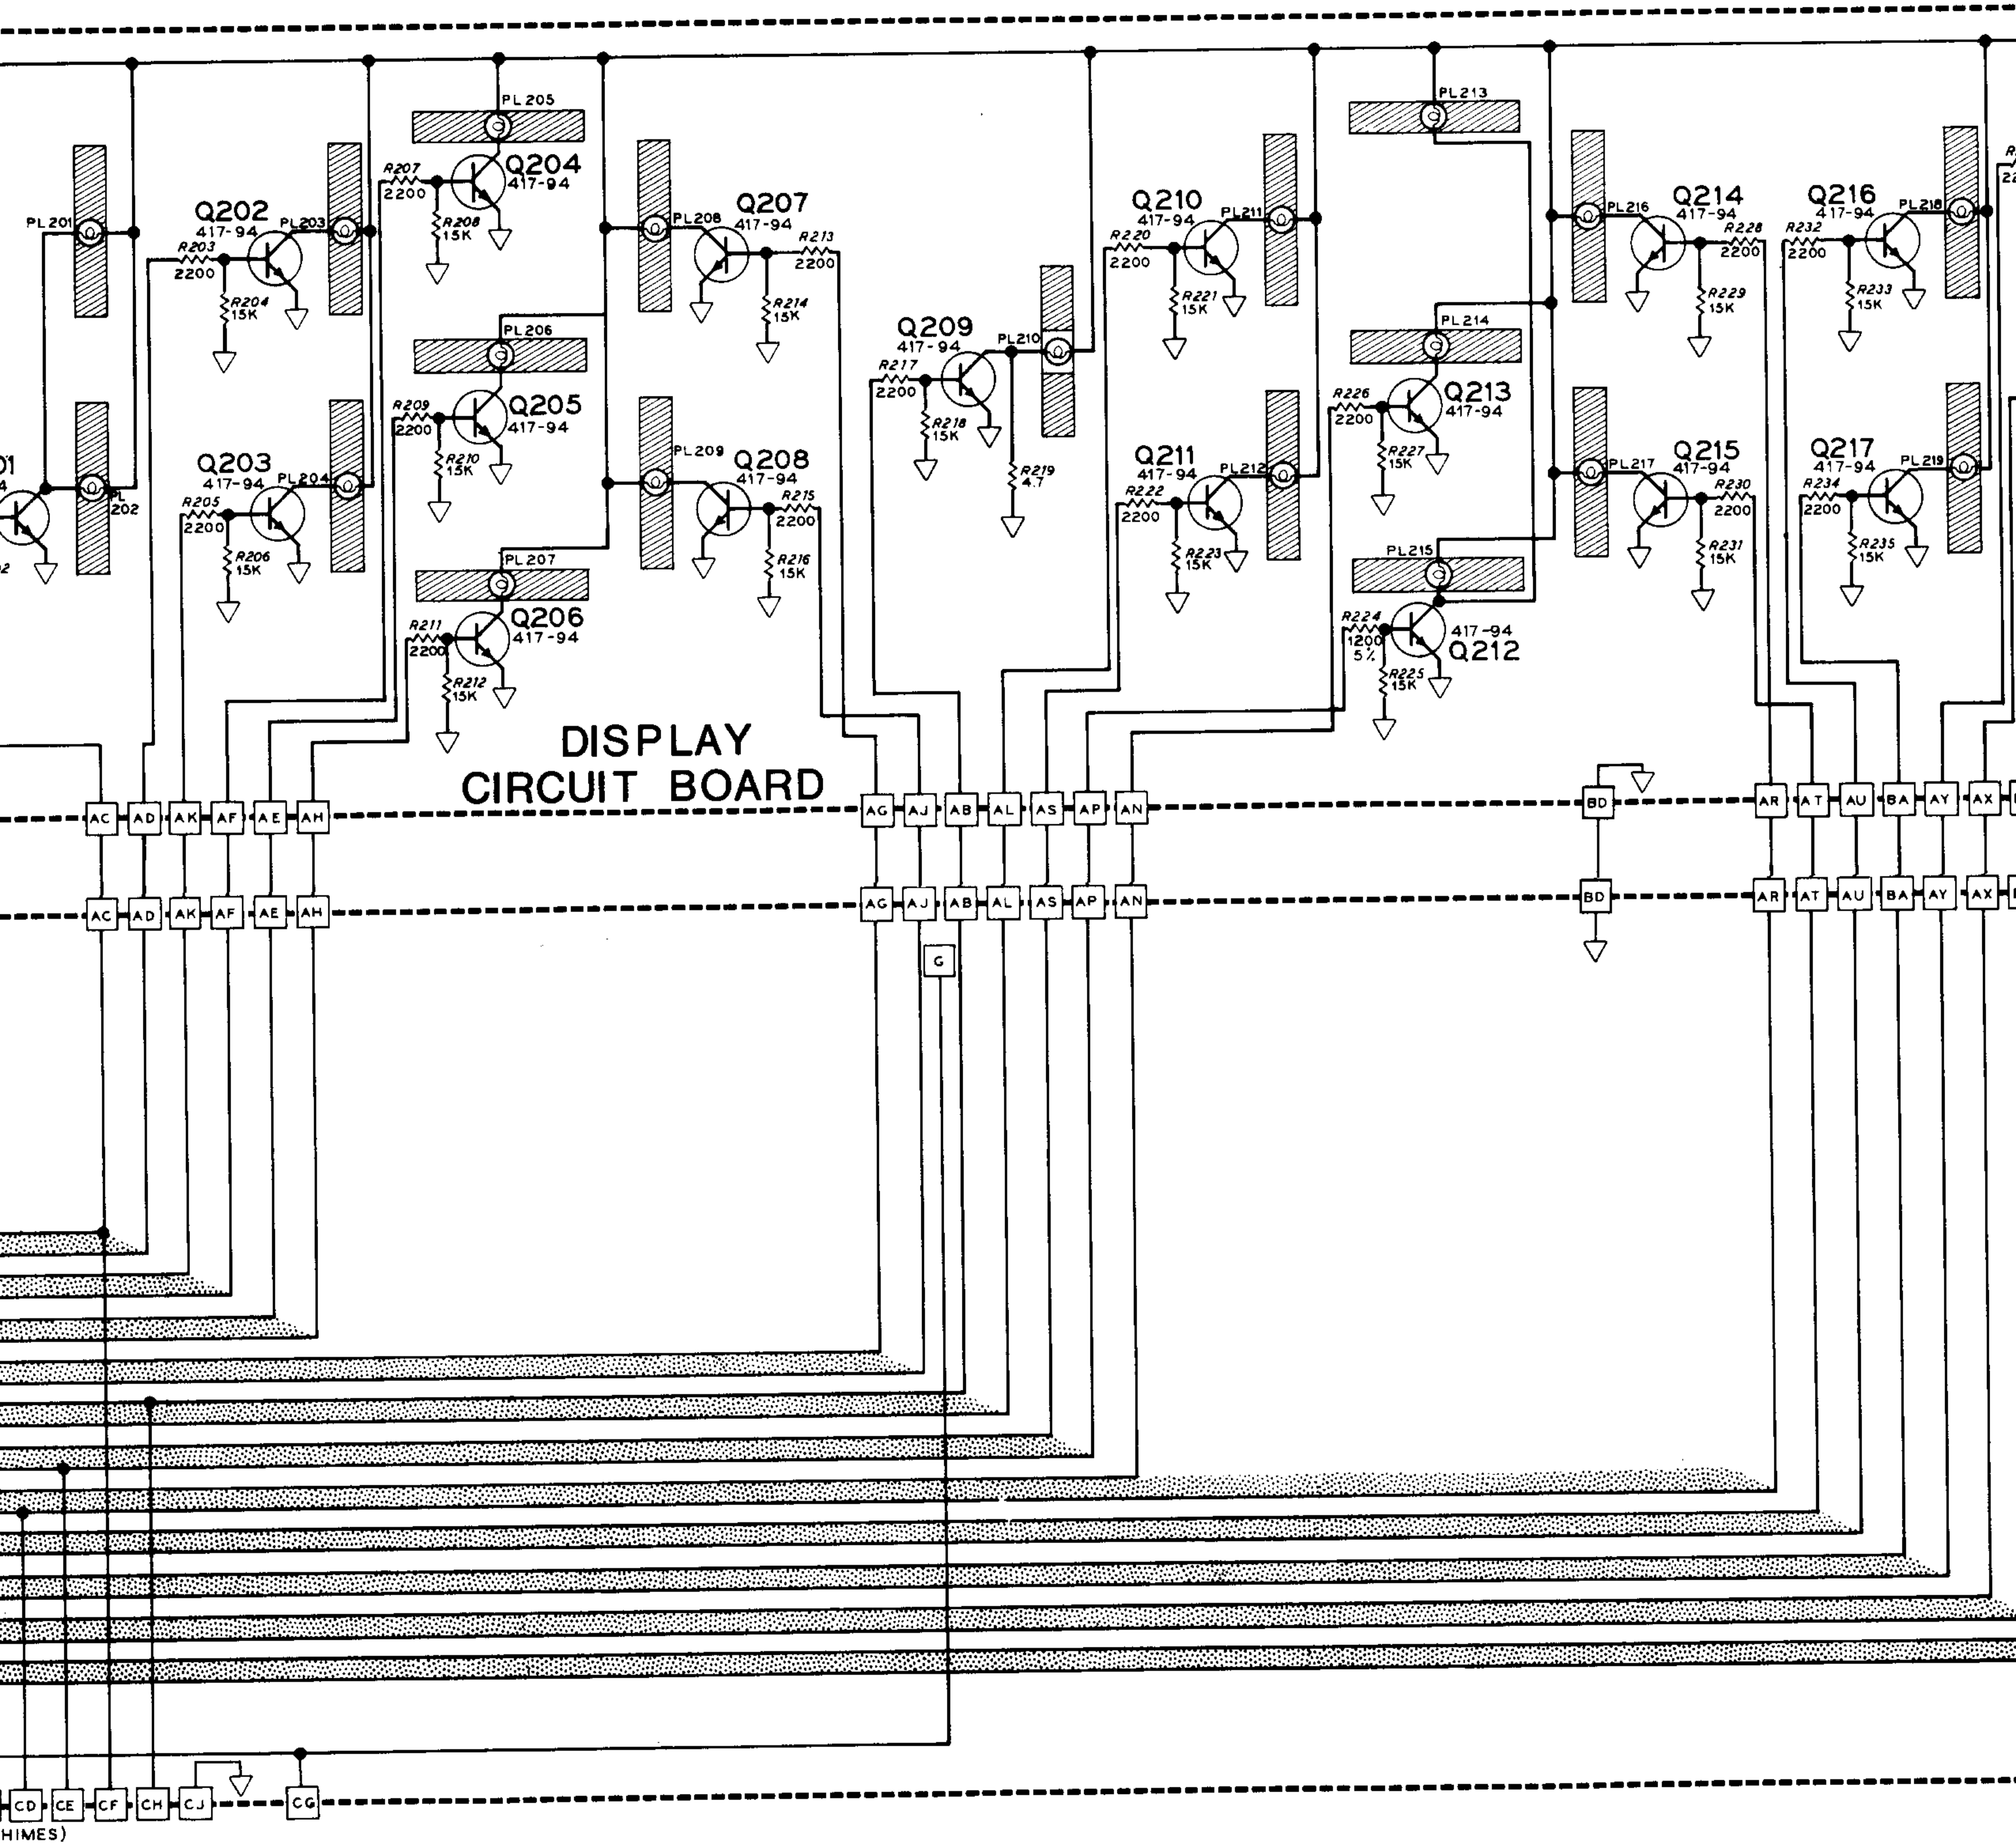 PL205
PL213
Q204
417-94
R207
2200
R208
15K
PL201
Q202
417-94
PL203
R203
2200
R204
15K
PL208
Q207
417-94
R213
2200
R214
15K
Q210
417-94
PL211
R220
2200
R221
15K
PL216
Q214
417-94
R228
2200
R229
15K
Q216
417-94
PL218
R232
2200
R233
15K
PL206
Q205
417-94
R209
2200
R210
15K
Q209
417-94
PL210
R217
2200
R218
15K
R219
4.7
PL214
Q213
417-94
R226
2200
R227
15K
PL
202
Q203
417-94
PL204
R205
2200
R206
15K
PL209
Q208
417-94
R215
2200
R216
15K
Q211
417-94
PL212
R222
2200
R223
15K
PL217
Q215
417-94
R230
2200
R231
15K
Q217
417-94
PL219
R234
2200
R235
15K
PL207
Q206
417-94
R211
2200
R212
15K
PL215
R224
1200
5%
417-94
Q212
R225
15K
DISPLAY
CIRCUIT BOARD
AC AD AK AF AE AH AG AJ AB AL AS AP AN BD AR AT AU BA AY AX
AC AD AK AF AE AH AG AJ AB AL AS AP AN BD AR AT AU BA AY AX
G
CD CE CF CH CJ CG
HIMES)